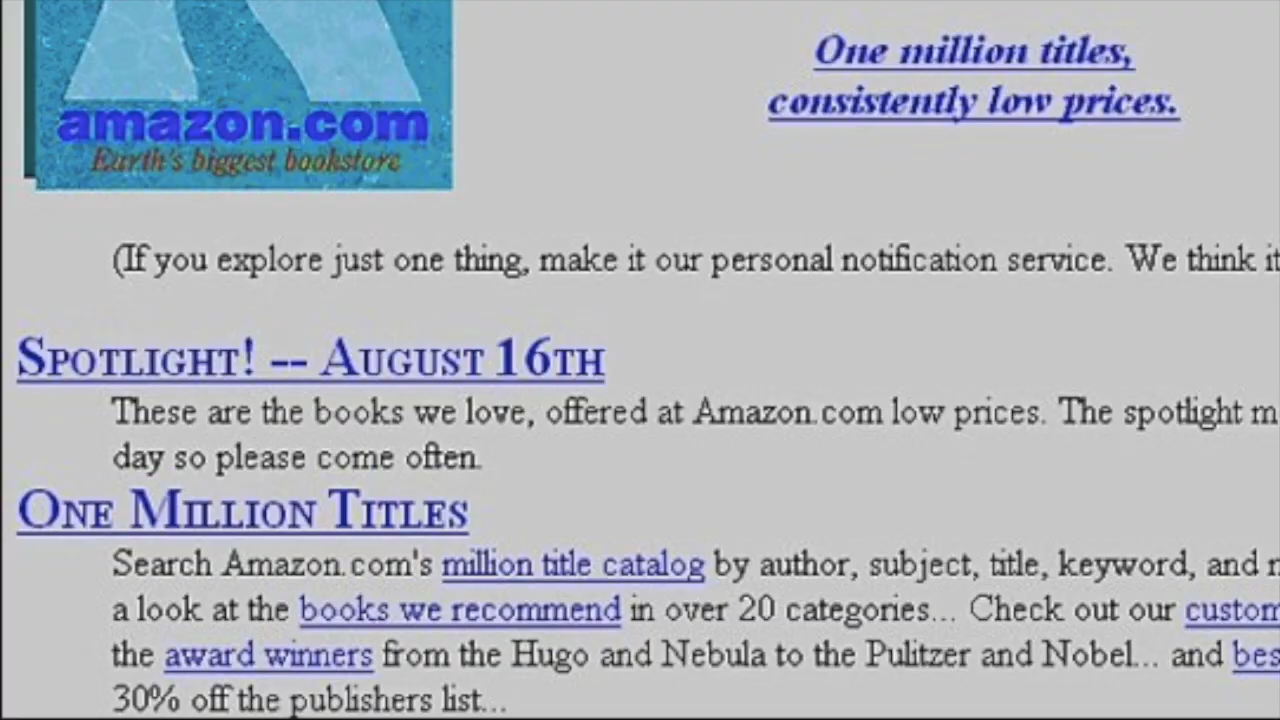 amazon.com
Earth's biggest bookstore
One million titles,
consistently low prices.
(If you explore just one thing, make it our personal notification service. We think it
SPOTLIGHT! -- AUGUST 16TH
These are the books we love, offered at Amazon.com low prices. The spotlight m
day so please come often.
ONE MILLION TITLES
Search Amazon.com's million title catalog by author, subject, title, keyword, and
a look at the books we recommend in over 20 categories... Check out our custom
the award winners from the Hugo and Nebula to the Pulitzer and Nobel... and bes
30% off the publishers list...